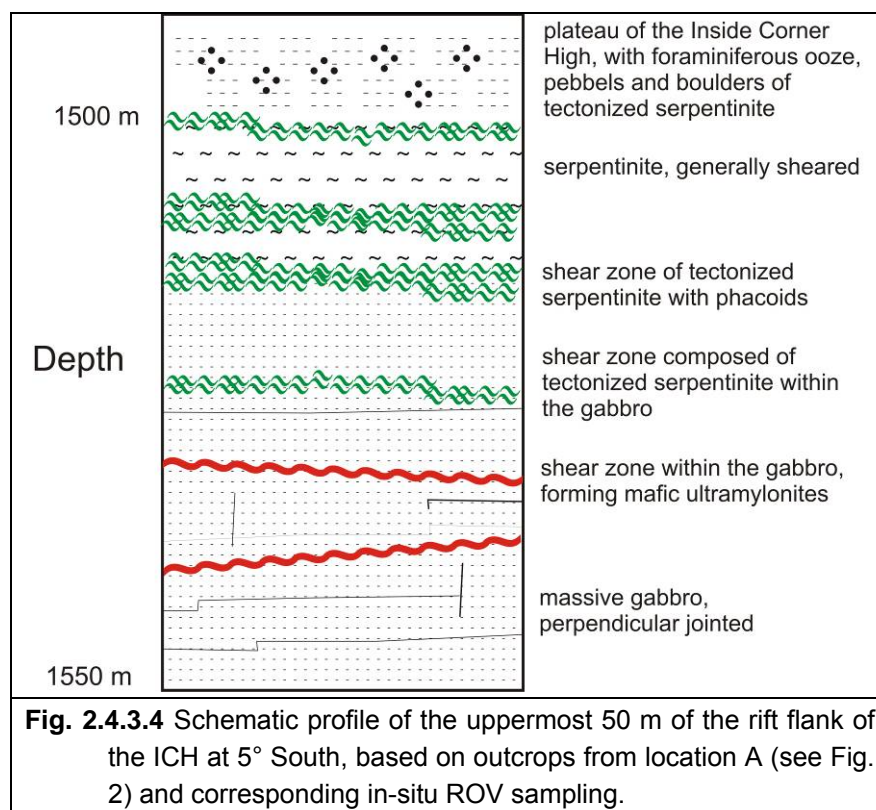 plateau of the Inside Corner
High, with foraminiferous ooze,
pebbels and boulders of
tectonized serpentinite
1500 m
serpentinite, generally sheared
shear zone of tectonized
serpentinite with phacoids
Depth
shear zone composed of
tectonized serpentinite within
the gabbro
shear zone within the gabbro,
forming mafic ultramylonites
massive gabbro,
perpendicular jointed
1550 m
Fig. 2.4.3.4 Schematic profile of the uppermost 50 m of the rift flank of
the ICH at 5° South, based on outcrops from location A (see Fig.
2) and corresponding in-situ ROV sampling.